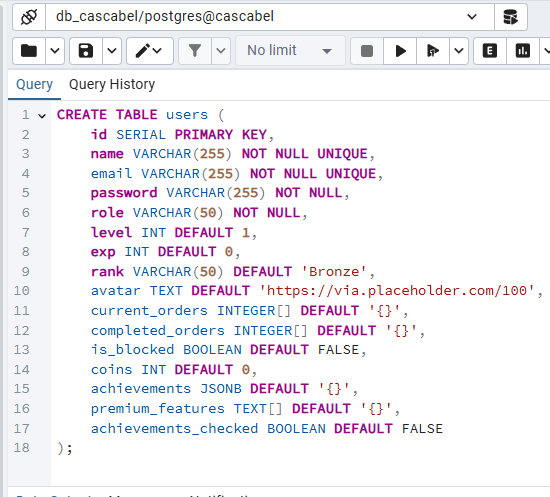 db_cascabel/postgres@cascabel
No limit
E
Query Query History
1 CREATE TABLE users (
2 id SERIAL PRIMARY KEY,
3 name VARCHAR(255) NOT NULL UNIQUE,
4 email VARCHAR(255) NOT NULL UNIQUE,
5 password VARCHAR(255) NOT NULL,
6 role VARCHAR(50) NOT NULL,
7 level INT DEFAULT 1,
8 exp INT DEFAULT 0,
9 rank VARCHAR(50) DEFAULT 'Bronze',
10 avatar TEXT DEFAULT 'https://via.placeholder.com/100',
11 current_orders INTEGER[] DEFAULT '{}',
12 completed_orders INTEGER[] DEFAULT '{}',
13 is_blocked BOOLEAN DEFAULT FALSE,
14 coins INT DEFAULT 0,
15 achievements JSONB DEFAULT '{}',
16 premium_features TEXT[] DEFAULT '{}',
17 achievements_checked BOOLEAN DEFAULT FALSE
18 );